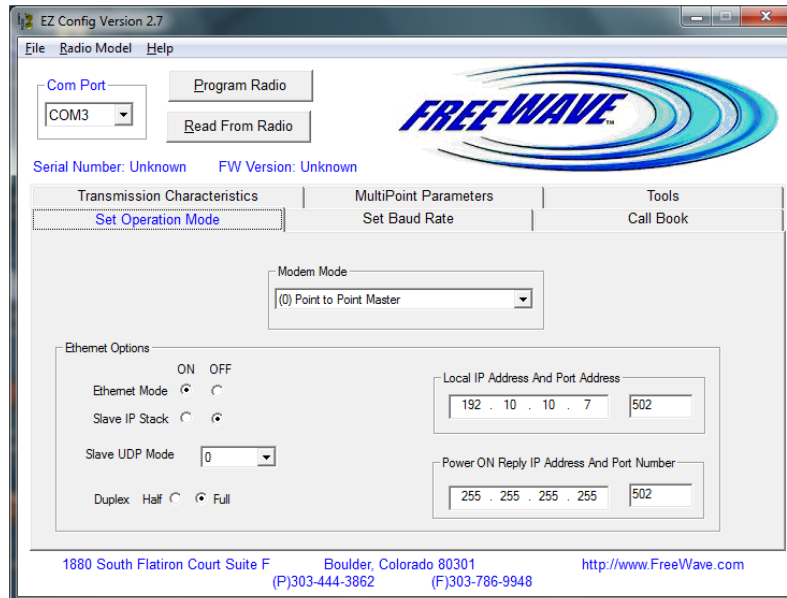 EZ Config Version 2.7
File Radio Model Help
Com Port
COM3
Program Radio
Read From Radio
FREEWAVE™
Serial Number: Unknown FW Version: Unknown
Transmission Characteristics MultiPoint Parameters Tools
Set Operation Mode Set Baud Rate Call Book
Modem Mode
(0) Point to Point Master
Ethernet Options
ON OFF
Ethernet Mode
Slave IP Stack
Slave UDP Mode 0
Duplex Half Full
Local IP Address And Port Address
192 . 10 . 10 . 7 502
Power ON Reply IP Address And Port Number
255 . 255 . 255 . 255 502
1880 South Flatiron Court Suite F Boulder, Colorado 80301 http://www.FreeWave.com
(P)303-444-3862 (F)303-786-9948